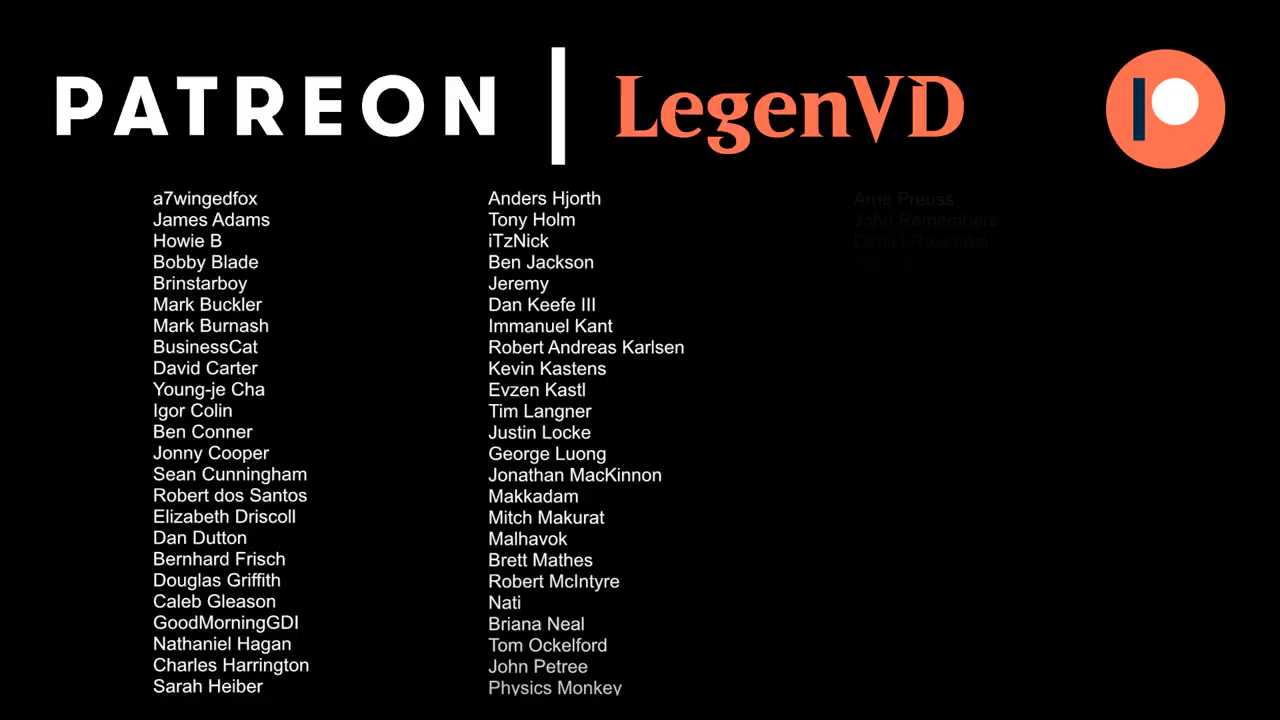 PATREON | LegenVD
a7wingedfox
James Adams
Howie B
Bobby Blade
Brinstarboy
Mark Buckler
Mark Burnash
BusinessCat
David Carter
Young-je Cha
Igor Colin
Ben Conner
Jonny Cooper
Sean Cunningham
Robert dos Santos
Elizabeth Driscoll
Dan Dutton
Bernhard Frisch
Douglas Griffith
Caleb Gleason
GoodMorningGDI
Nathaniel Hagan
Charles Harrington
Sarah Heiber
Anders Hjorth
Tony Holm
iTzNick
Ben Jackson
Jeremy
Dan Keefe III
Immanuel Kant
Robert Andreas Karlsen
Kevin Kastens
Evzen Kastl
Tim Langner
Justin Locke
George Luong
Jonathan MacKinnon
Makkadam
Mitch Makurat
Malhavok
Brett Mathes
Robert McIntyre
Nati
Briana Neal
Tom Ockelford
John Petree
Physics Monkey
Arne Preuss
John Remembers
Daniel